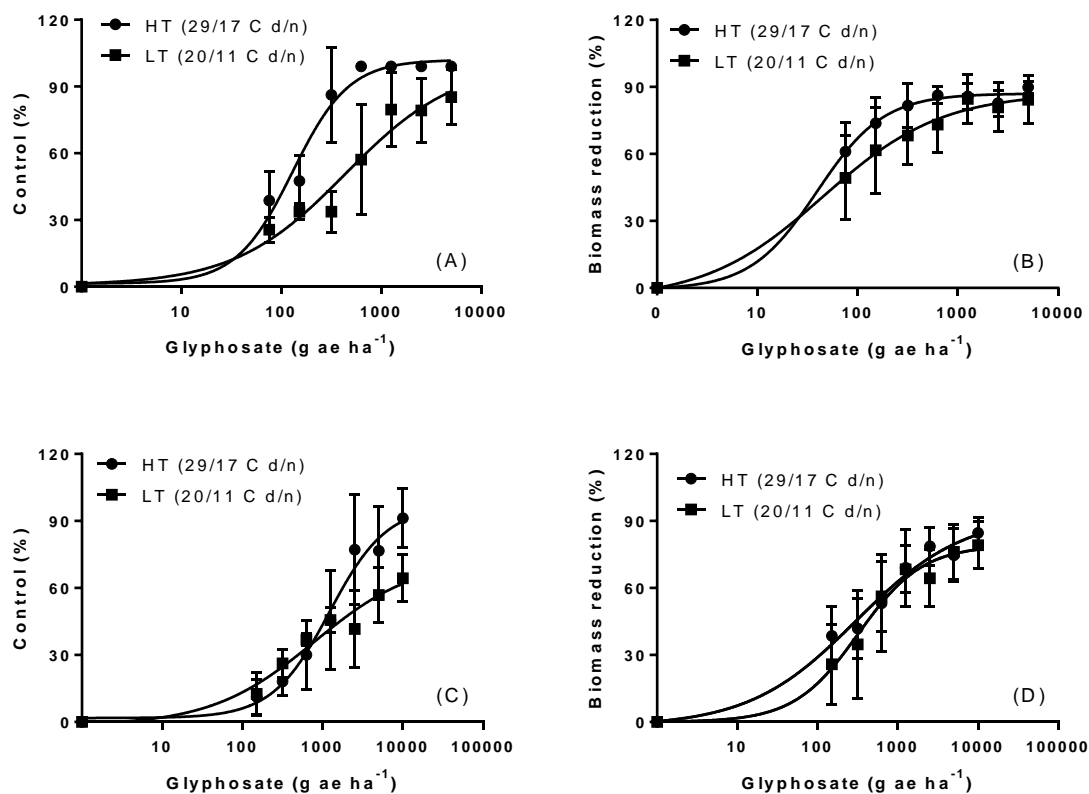 120
90
60
30
0
Control (%)
HT (29/17 C d/n)
LT (20/11 C d/n)
(A)
10 100 1000 10000
Glyphosate (g ae ha-1)
120
90
60
30
0
Biomass reduction (%)
HT (29/17 C d/n)
LT (20/11 C d/n)
(B)
0 10 100 1000 10000
Glyphosate (g ae ha-1)
120
90
60
30
0
Control (%)
HT (29/17 C d/n)
LT (20/11 C d/n)
(C)
10 100 1000 10000 100000
Glyphosate (g ae ha-1)
120
90
60
30
0
Biomass reduction (%)
HT (29/17 C d/n)
LT (20/11 C d/n)
(D)
10 100 1000 10000 100000
Glyphosate (g ae ha-1)